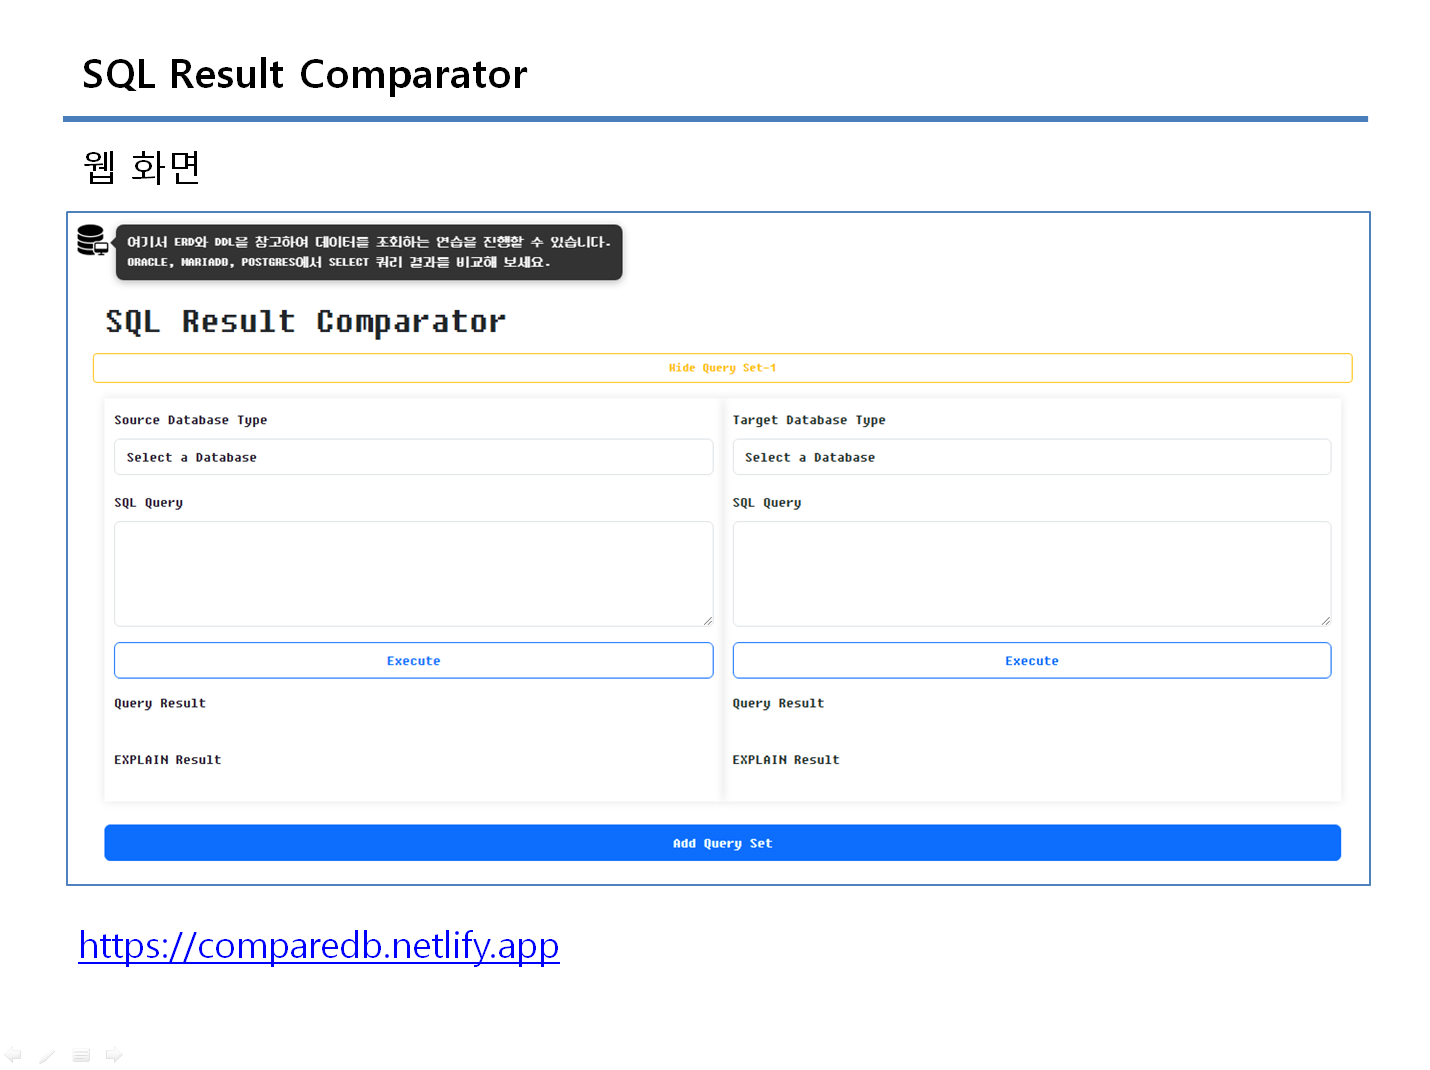 SQL Result Comparator
웹 화면
여기서 ERD와 DDL을 참고하여 데이터를 조회하는 연습을 진행할 수 있습니다.
ORACLE, MARIADB, POSTGRES에서 SELECT 쿼리 결과를 비교해 보세요.
SQL Result Comparator
Hide Query Set-1
Source Database Type
Target Database Type
Select a Database
Select a Database
SQL Query
SQL Query
Execute
Execute
Query Result
Query Result
EXPLAIN Result
EXPLAIN Result
Add Query Set
https://comparedb.netlify.app